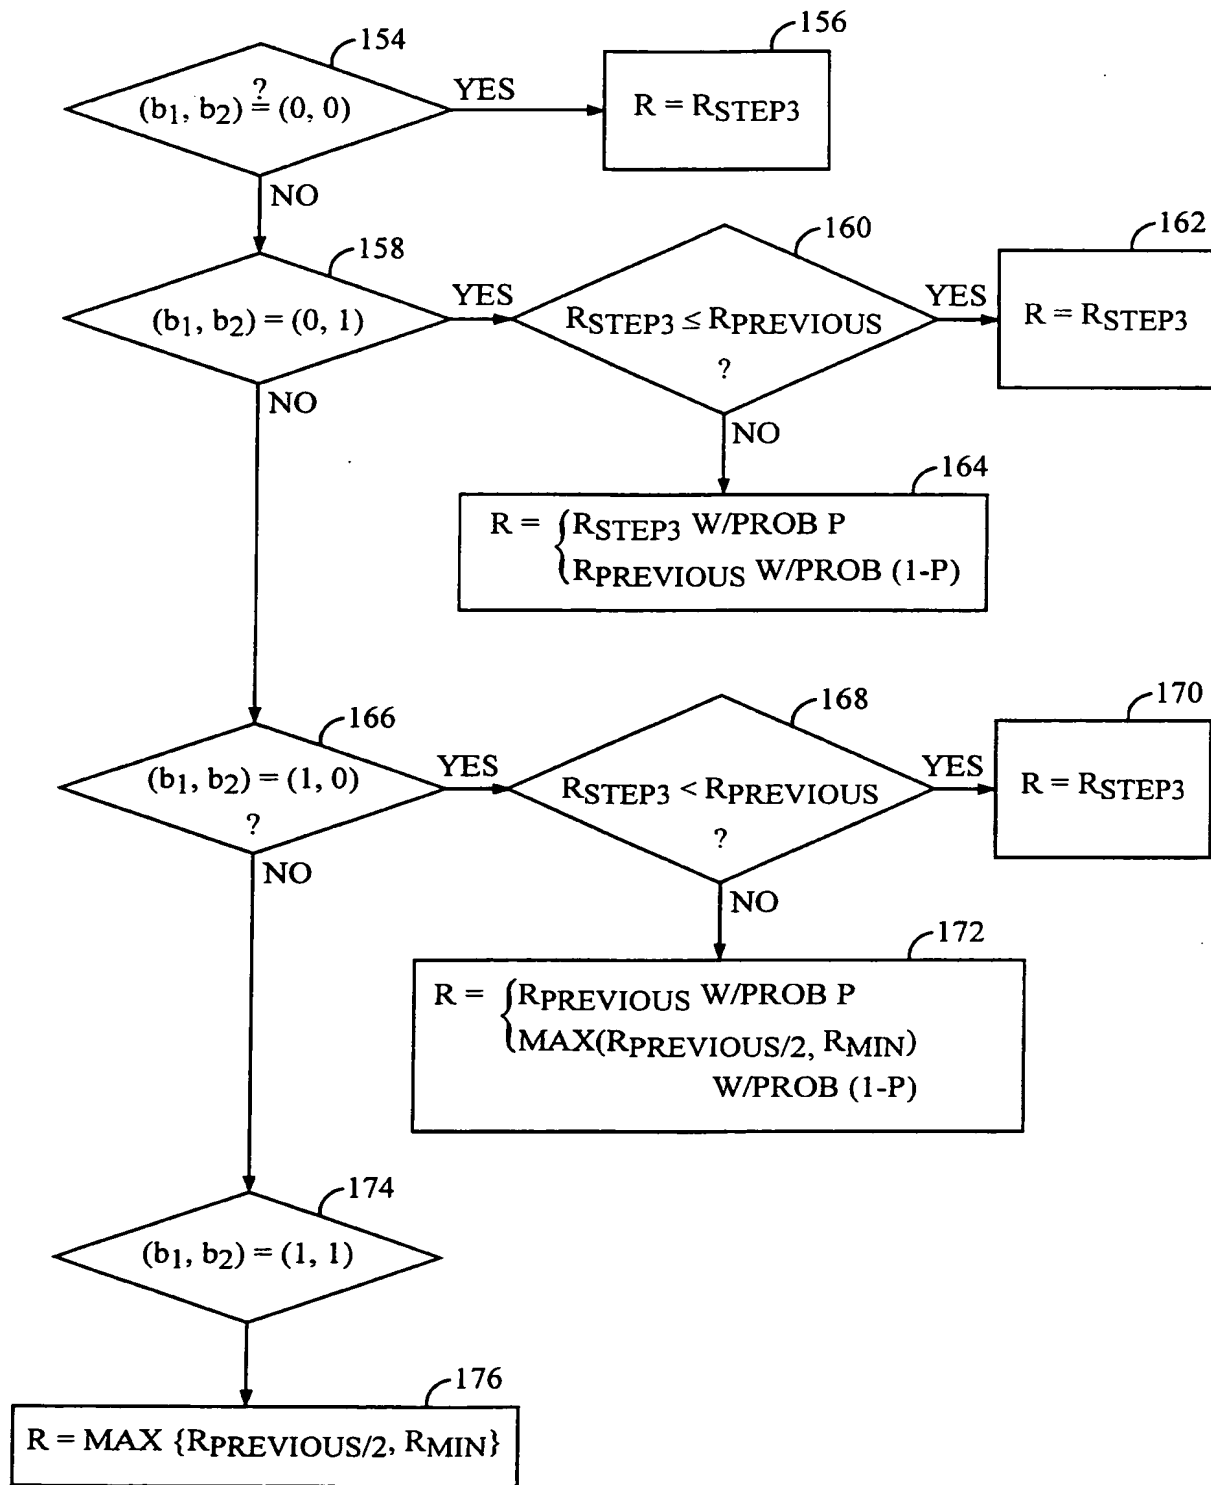 154
?
(b1, b2) = (0, 0)
YES
156
R = RSTEP3
NO
158
(b1, b2) = (0, 1)
YES
160
RSTEP3 ≤ RPREVIOUS
?
YES
162
R = RSTEP3
NO
NO
164
R = { RSTEP3 W/PROB P
RPREVIOUS W/PROB (1-P)
166
(b1, b2) = (1, 0)
?
YES
168
RSTEP3 < RPREVIOUS
?
YES
170
R = RSTEP3
NO
NO
172
R = { RPREVIOUS W/PROB P
MAX(RPREVIOUS/2, RMIN)
W/PROB (1-P)
174
(b1, b2) = (1, 1)
176
R = MAX {RPREVIOUS/2, RMIN}